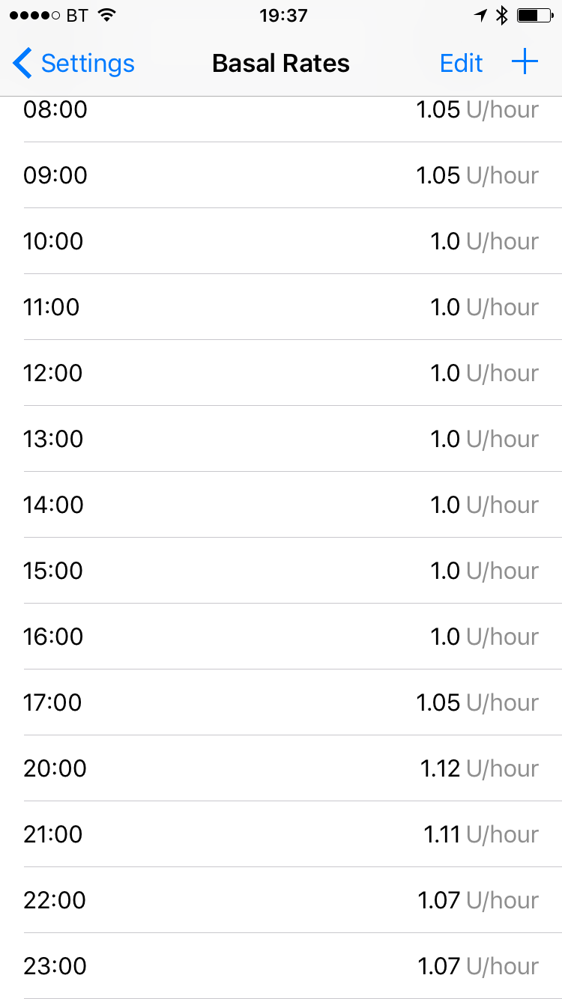 BT 19:37
Settings Basal Rates Edit +
08:00 1.05 U/hour
09:00 1.05 U/hour
10:00 1.0 U/hour
11:00 1.0 U/hour
12:00 1.0 U/hour
13:00 1.0 U/hour
14:00 1.0 U/hour
15:00 1.0 U/hour
16:00 1.0 U/hour
17:00 1.05 U/hour
20:00 1.12 U/hour
21:00 1.11 U/hour
22:00 1.07 U/hour
23:00 1.07 U/hour